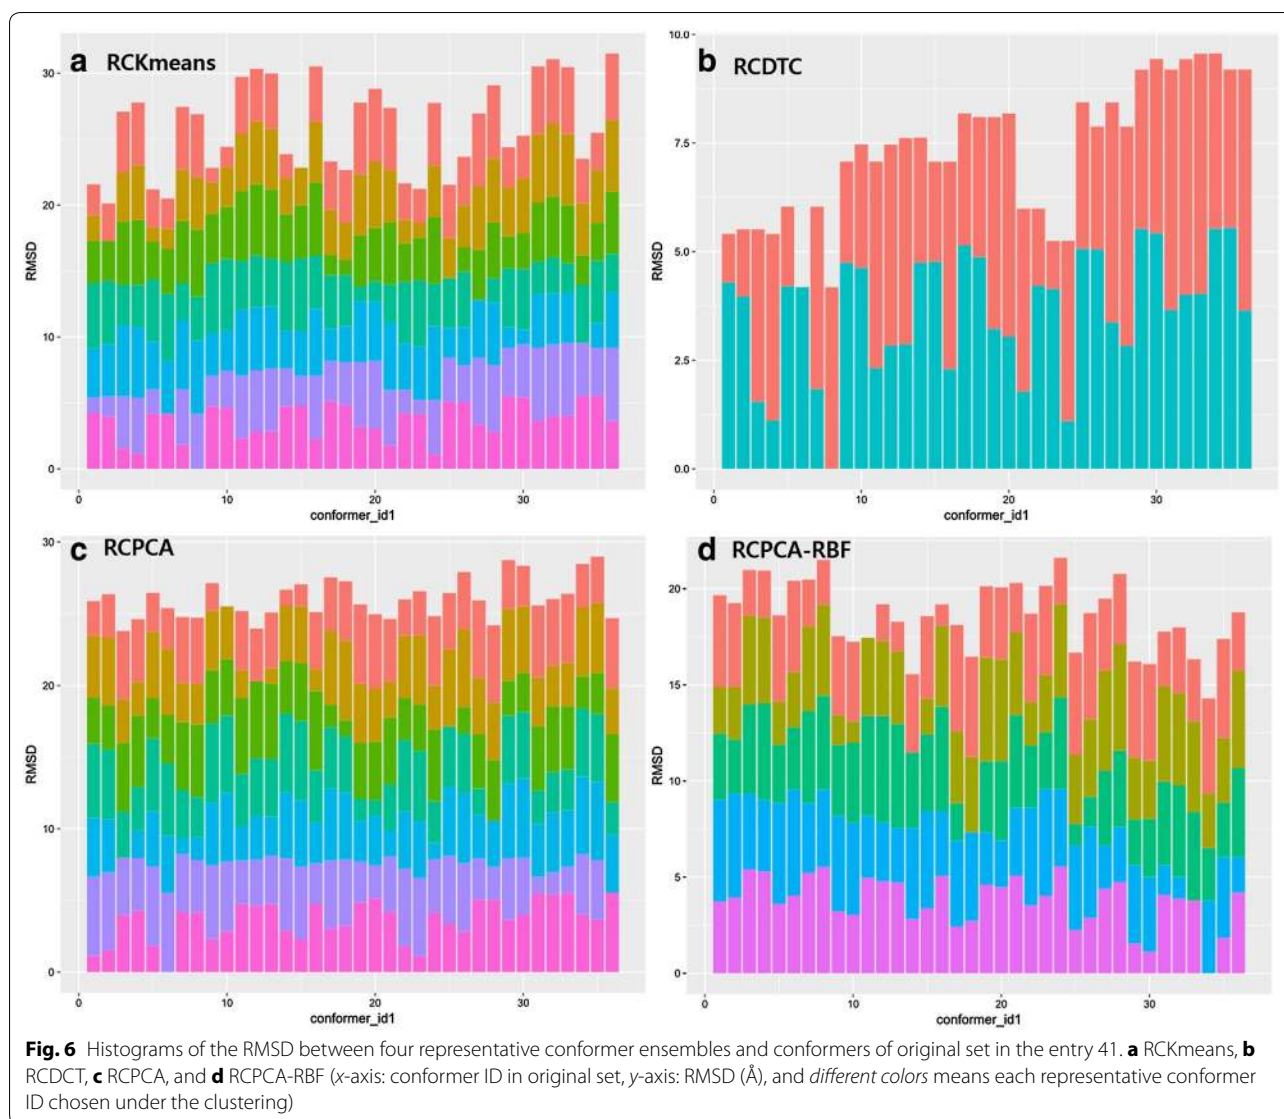 a RCKmeans
30
20
10
0
RMSD
0 10 20 30
conformer_id1
b RCDTC
10.0
7.5
5.0
2.5
0.0
RMSD
0 10 20 30
conformer_id1
c RCPCA
30
20
10
0
RMSD
0 10 20 30
conformer_id1
d RCPCA-RBF
20
15
10
5
0
RMSD
0 10 20 30
conformer_id1
Fig. 6 Histograms of the RMSD between four representative conformer ensembles and conformers of original set in the entry 41. a RCKmeans, b
RCDCT, c RCPCA, and d RCPCA-RBF (x-axis: conformer ID in original set, y-axis: RMSD (Å), and different colors means each representative conformer
ID chosen under the clustering)